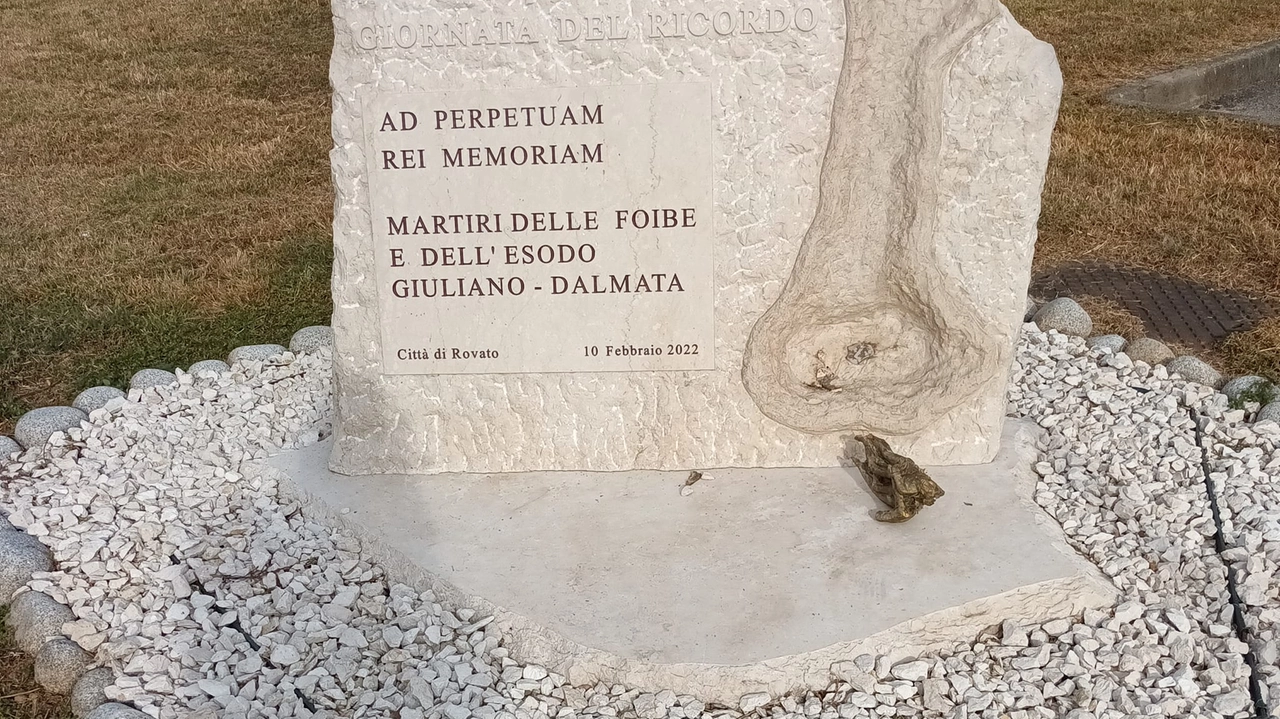 GIORNATA DEL RICORDO
AD PERPETUAM
REI MEMORIAM
MARTIRI DELLE FOIBE
E DELL' ESODO
GIULIANO - DALMATA
Città di Rovato
10 Febbraio 2022